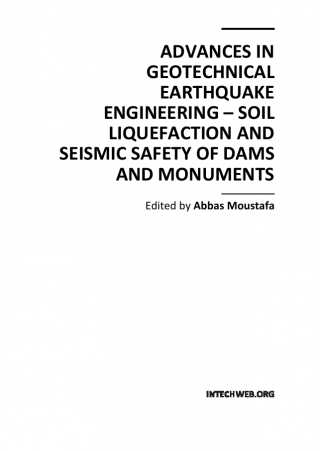 ADVANCES IN
GEOTECHNICAL
EARTHQUAKE
ENGINEERING – SOIL
LIQUEFACTION AND
SEISMIC SAFETY OF DAMS
AND MONUMENTS
Edited by Abbas Moustafa
INTECHWEB.ORG